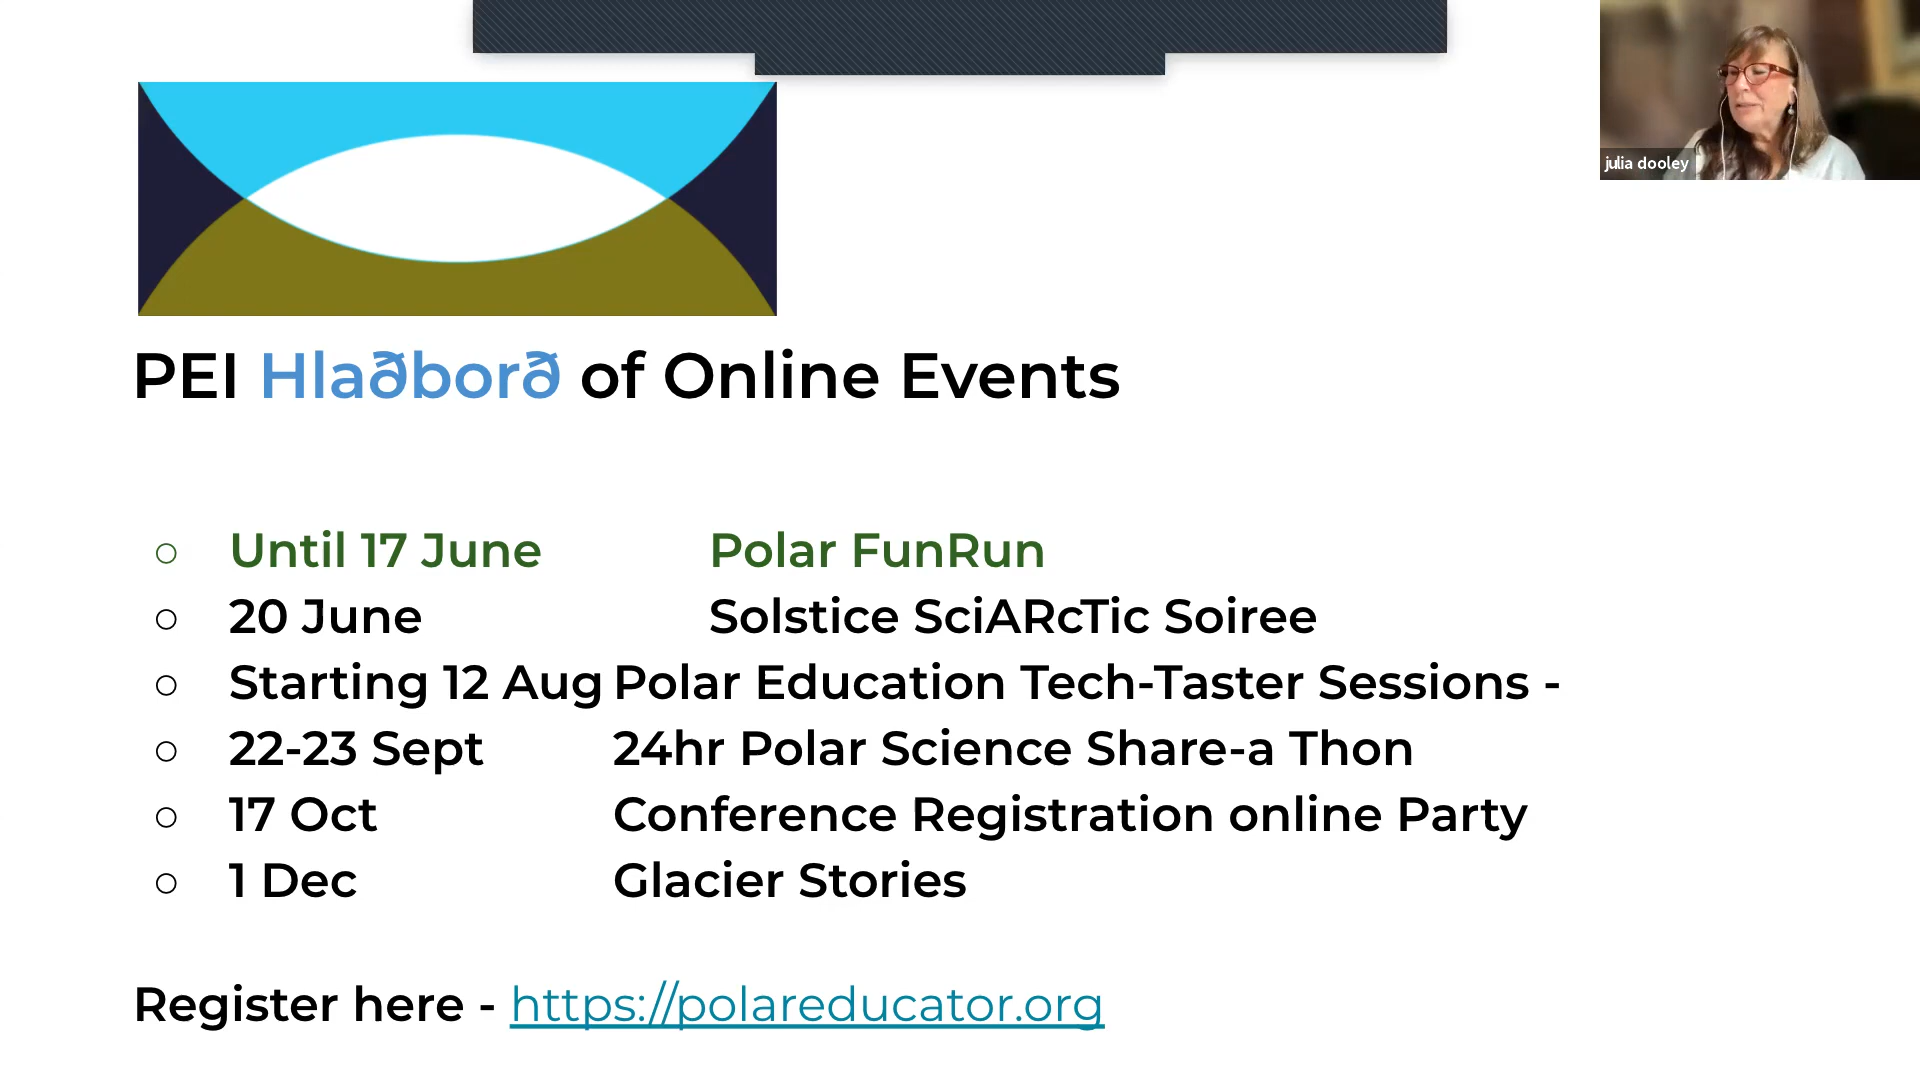 julia dooley
PEI Hlaðborð of Online Events
○ Until 17 June Polar FunRun
○ 20 June Solstice SciARcTic Soiree
○ Starting 12 Aug Polar Education Tech-Taster Sessions -
○ 22-23 Sept 24hr Polar Science Share-a Thon
○ 17 Oct Conference Registration online Party
○ 1 Dec Glacier Stories
Register here - https://polareducator.org